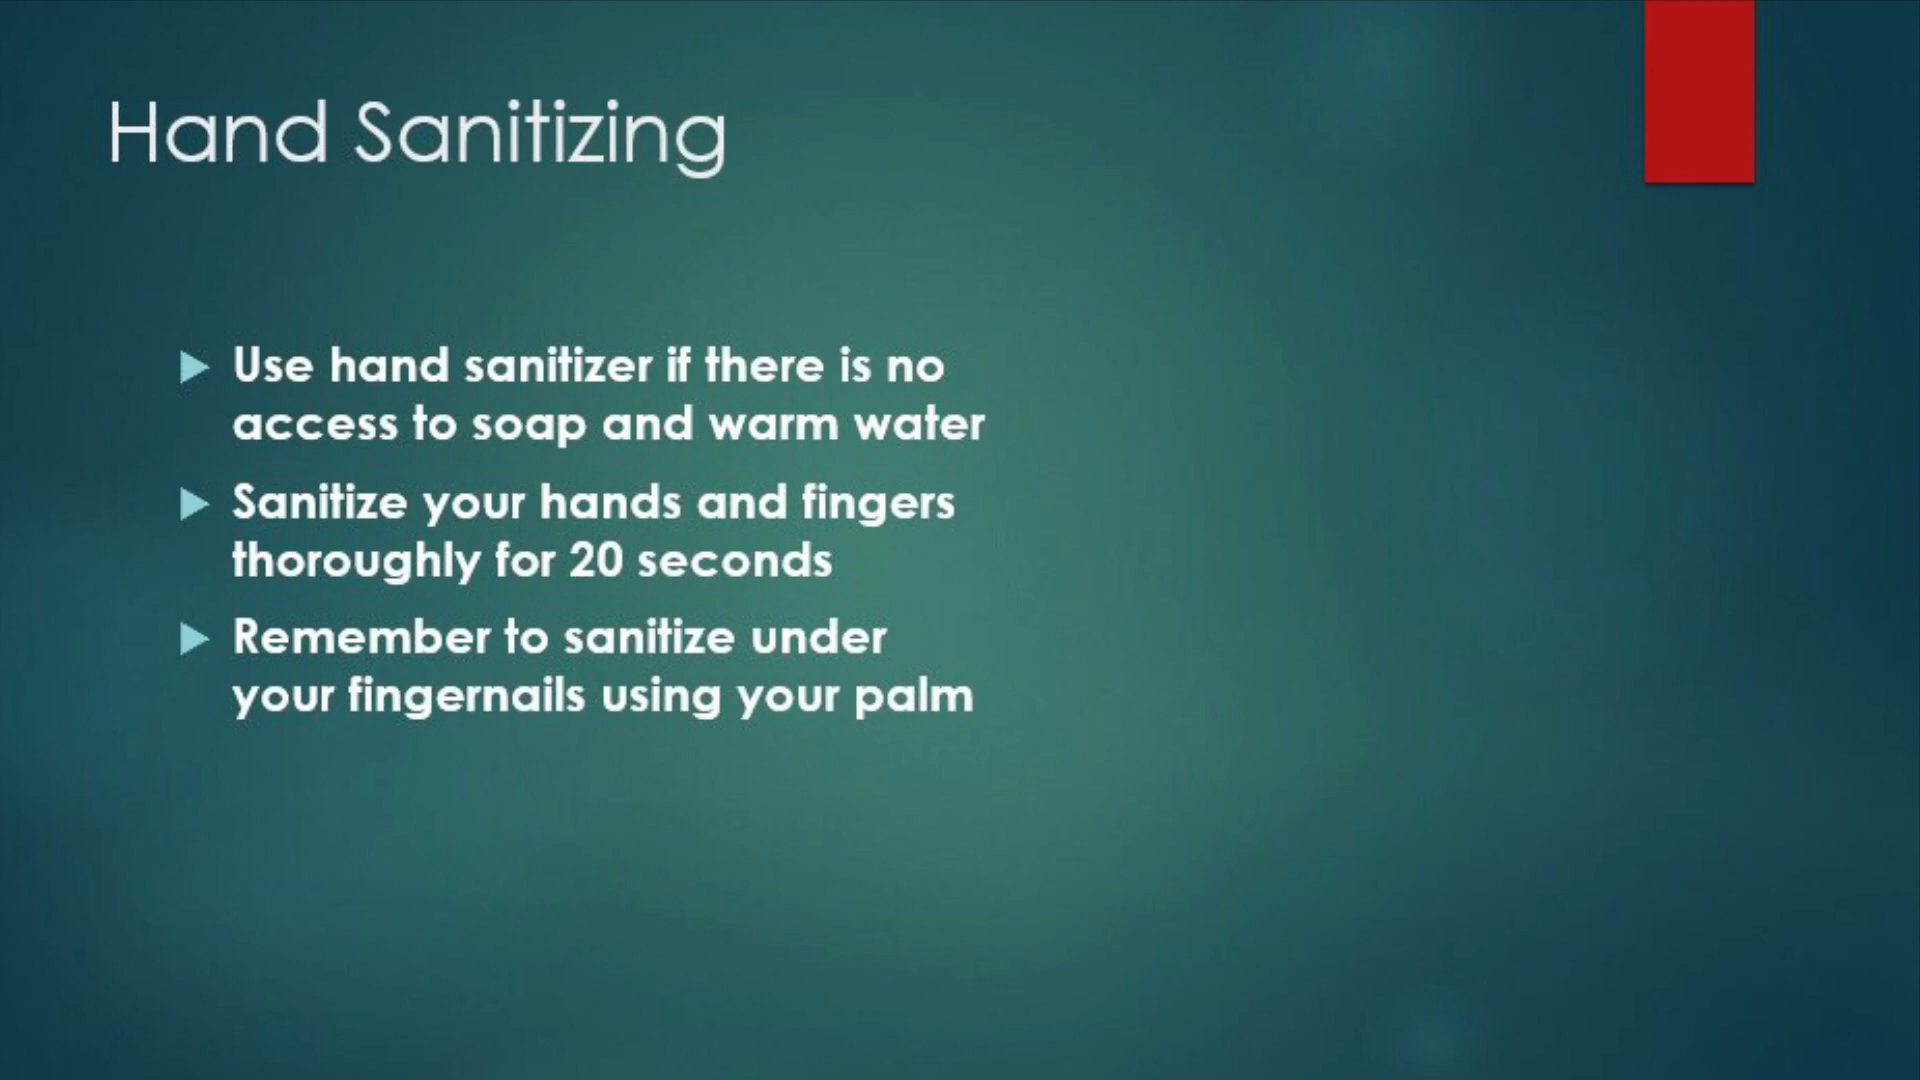 Hand Sanitizing
Use hand sanitizer if there is no
access to soap and warm water
Sanitize your hands and fingers
thoroughly for 20 seconds
Remember to sanitize under
your fingernails using your palm